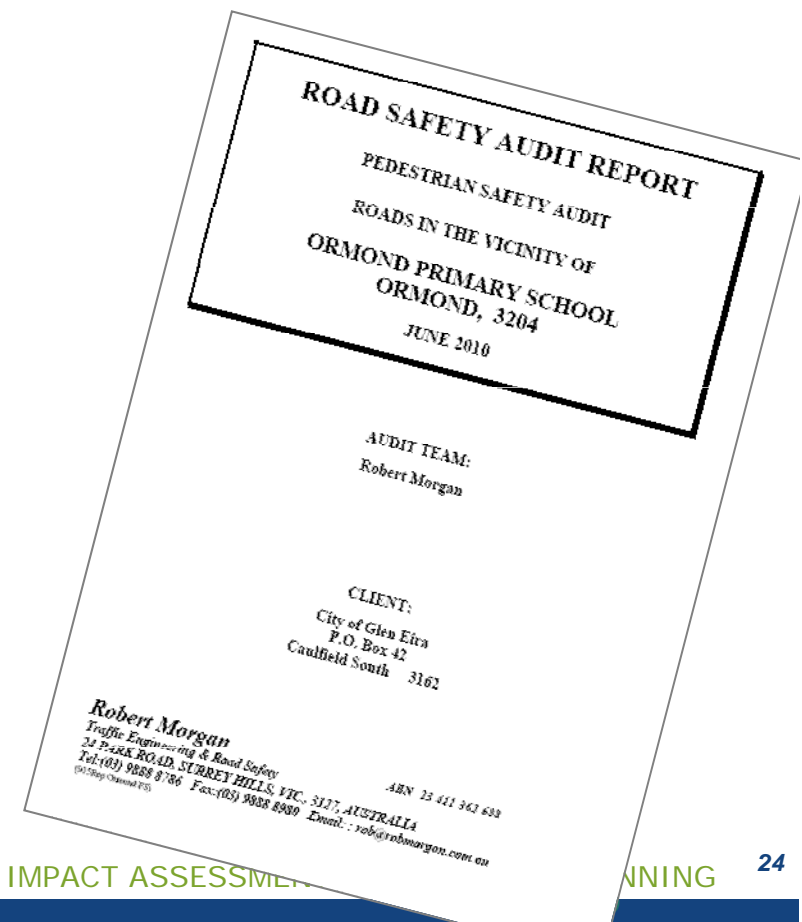 ROAD SAFETY AUDIT REPORT
PEDESTRIAN SAFETY AUDIT
ROADS IN THE VICINITY OF
ORMOND PRIMARY SCHOOL
ORMOND, 3204
JUNE 2010
AUDIT TEAM:
Robert Morgan
CLIENT:
City of Glen Eira
P.O. Box 42
Caulfield South 3162
Robert Morgan
Traffic Engineering & Road Safety
24 PARK ROAD, SURREY HILLS, VIC., 3127, AUSTRALIA
Tel:(03) 9888 8786 Fax:(03) 9888 8980 Email: : rob@robmorgan.com.au
ABN
IMPACT ASSESSMEN NNING
24